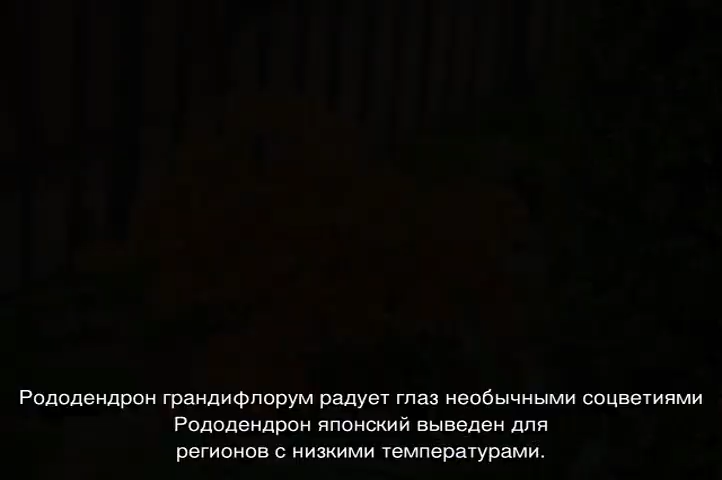 Рододендрон грандифлорум радует глаз необычными соцветиями
Рододендрон японский выведен для
регионов с низкими температурами.